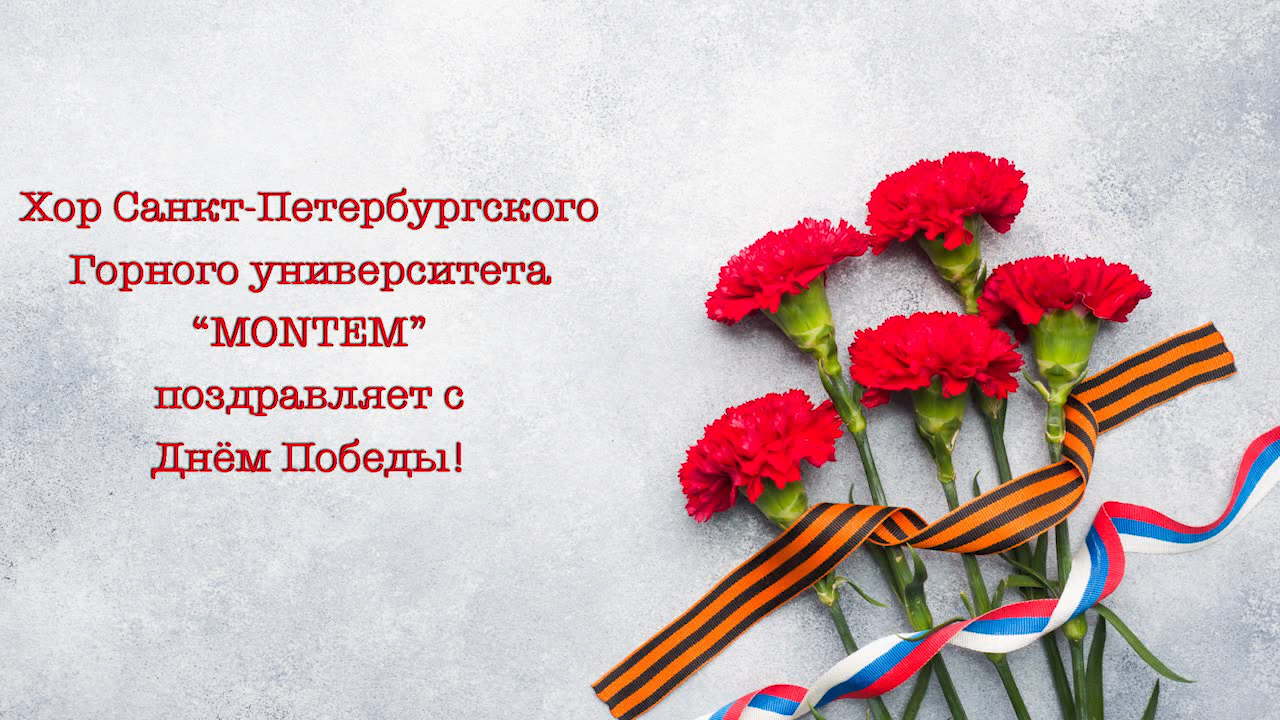 Хор Санкт-Петербургского
Горного университета
“MONTEM”
поздравляет с
Днём Победы!